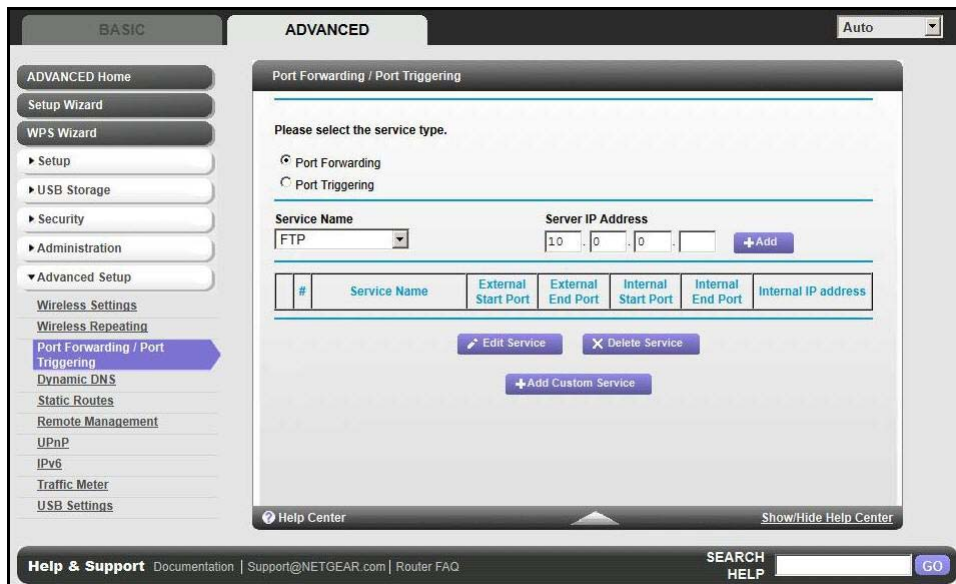 BASIC
ADVANCED
Auto
ADVANCED Home
Setup Wizard
WPS Wizard
Setup
USB Storage
Security
Administration
Advanced Setup
Wireless Settings
Wireless Repeating
Port Forwarding / Port
Triggering
Dynamic DNS
Static Routes
Remote Management
UPnP
IPv6
Traffic Meter
USB Settings
Port Forwarding / Port Triggering
Please select the service type.
Port Forwarding
Port Triggering
Service Name
Server IP Address
FTP
10 . 0 . 0 .
+Add
# Service Name External Start Port External End Port Internal Start Port Internal End Port Internal IP address
Edit Service
X Delete Service
+Add Custom Service
? Help Center
Show/Hide Help Center
Help & Support Documentation | Support@NETGEAR.com | Router FAQ
SEARCH
HELP
GO